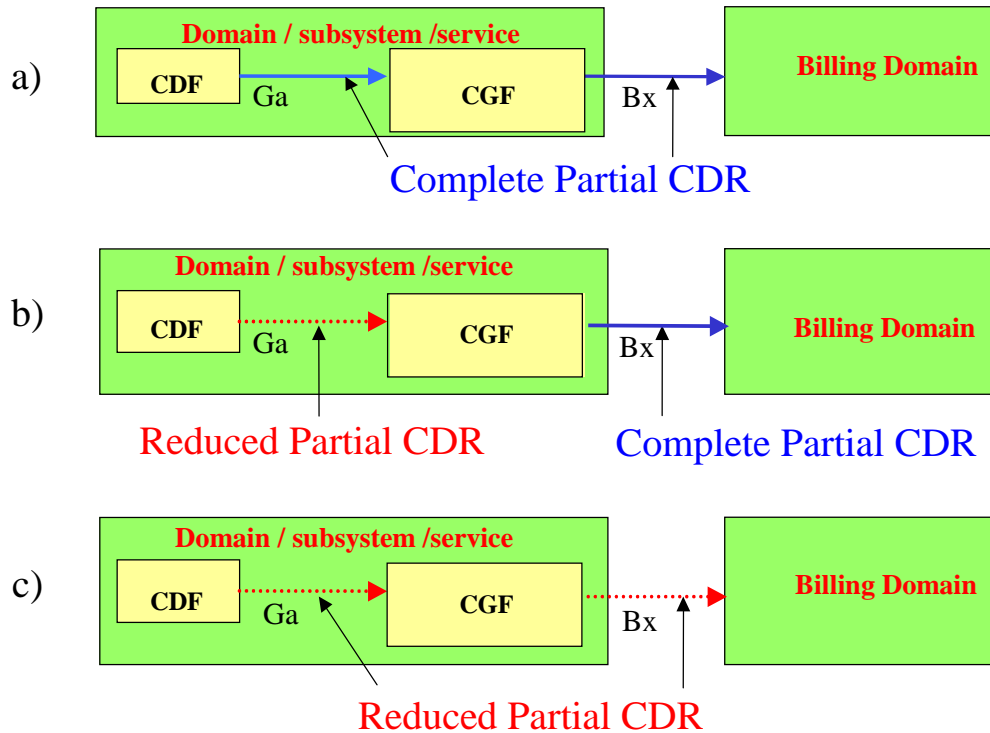 a)
Domain / subsystem /service
CDF
Ga
CGF
Bx
Billing Domain
Complete Partial CDR
b)
Domain / subsystem /service
CDF
Ga
CGF
Bx
Billing Domain
Reduced Partial CDR
Complete Partial CDR
c)
Domain / subsystem /service
CDF
Ga
CGF
Bx
Billing Domain
Reduced Partial CDR